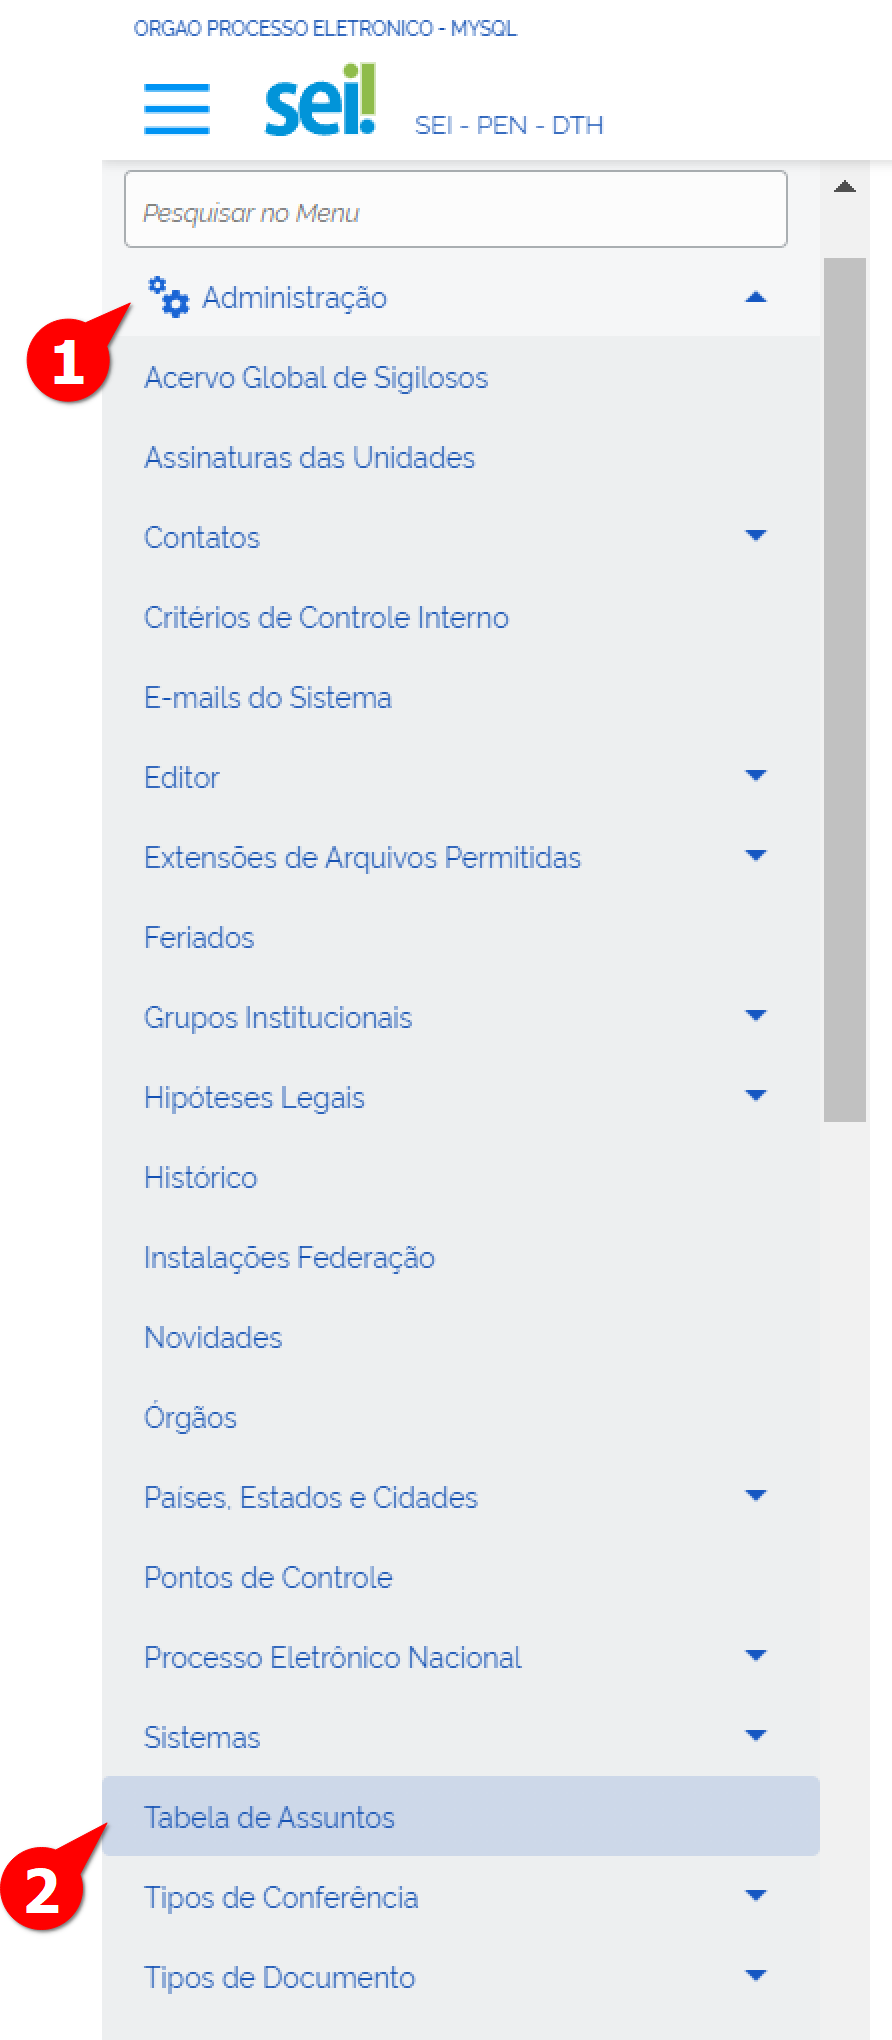 ORGAO PROCESSO ELETRONICO - MYSQL
sei!
SEI - PEN - DTH
Pesquisar no Menu
Administração
1
Acervo Global de Sigilosos
Assinaturas das Unidades
Contatos
Critérios de Controle Interno
E-mails do Sistema
Editor
Extensões de Arquivos Permitidas
Feriados
Grupos Institucionais
Hipóteses Legais
Histórico
Instalações Federação
Novidades
Órgãos
Países, Estados e Cidades
Pontos de Controle
Processo Eletrônico Nacional
Sistemas
Tabela de Assuntos
2
Tipos de Conferência
Tipos de Documento